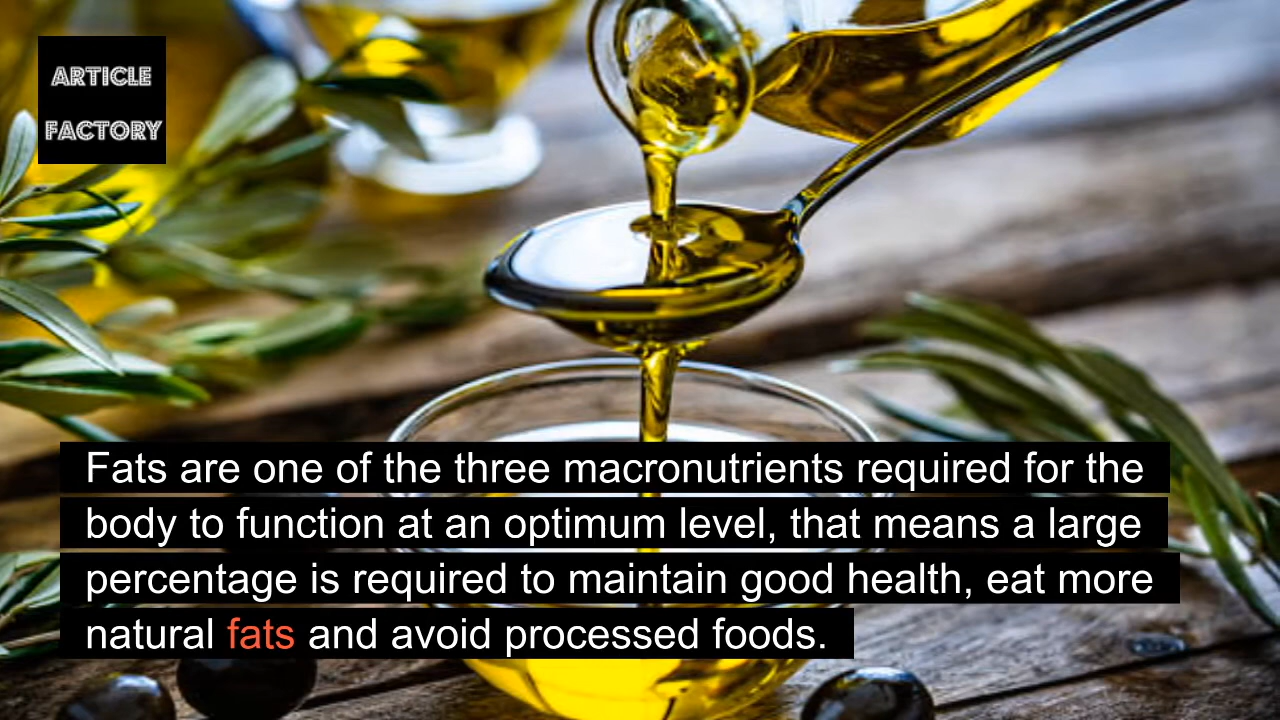 ARTICLE
FACTORY
Fats are one of the three macronutrients required for the
body to function at an optimum level, that means a large
percentage is required to maintain good health, eat more
natural fats and avoid processed foods.